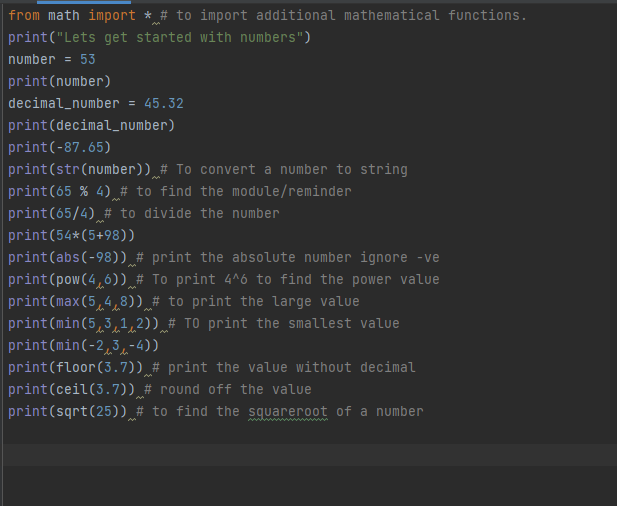 from math import * # to import additional mathematical functions.
print("Lets get started with numbers")
number = 53
print(number)
decimal_number = 45.32
print(decimal_number)
print(-87.65)
print(str(number)) # To convert a number to string
print(65 % 4) # to find the module/reminder
print(65/4) # to divide the number
print(54*(5+98))
print(abs(-98)) # print the absolute number ignore -ve
print(pow(4,6)) # To print 4^6 to find the power value
print(max(5,4,8)) # to print the large value
print(min(5,3,1,2)) # TO print the smallest value
print(min(-2,3,-4))
print(floor(3.7)) # print the value without decimal
print(ceil(3.7)) # round off the value
print(sqrt(25)) # to find the squareroot of a number